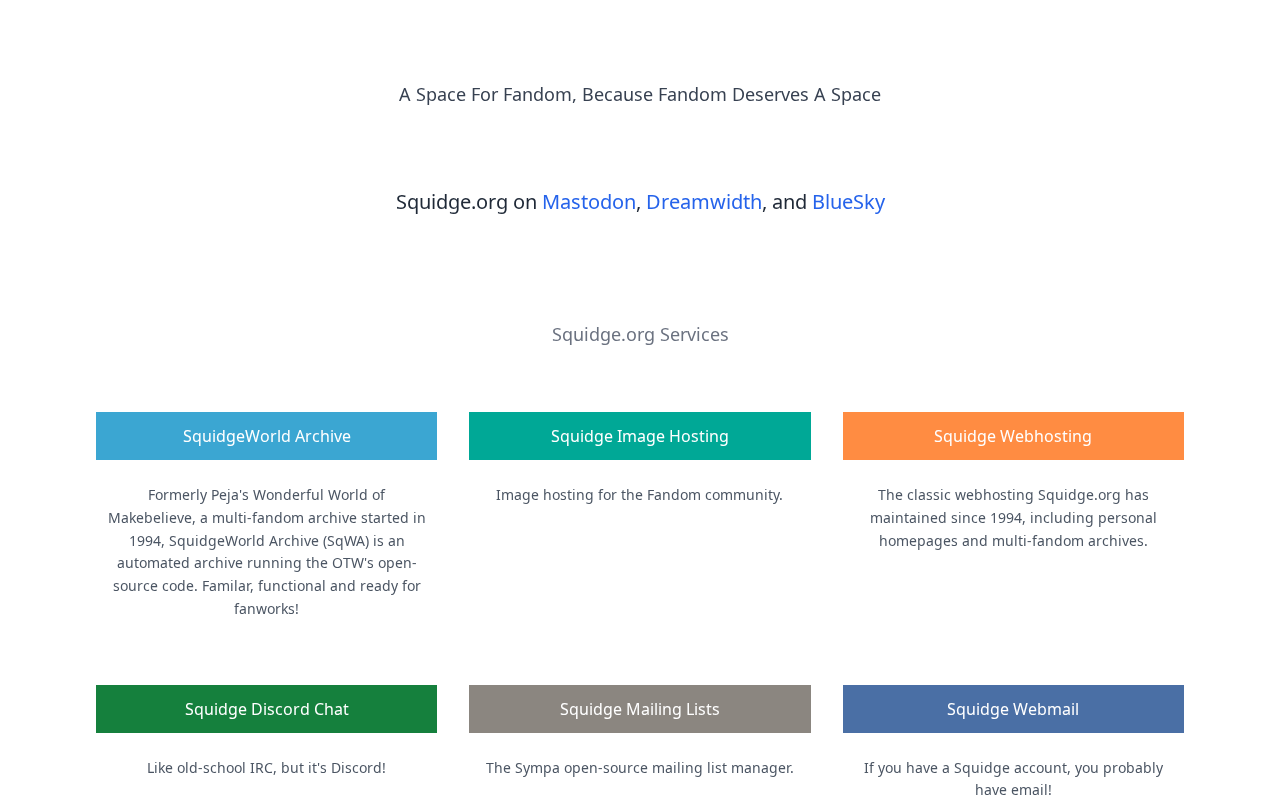 A Space For Fandom, Because Fandom Deserves A Space
Squidge.org on Mastodon, Dreamwidth, and BlueSky
Squidge.org Services
SquidgeWorld Archive
Formerly Peja's Wonderful World of
Makebelieve, a multi-fandom archive started in
1994, SquidgeWorld Archive (SqWA) is an
automated archive running the OTW's open-
source code. Familar, functional and ready for
fanworks!
Squidge Image Hosting
Image hosting for the Fandom community.
Squidge Webhosting
The classic webhosting Squidge.org has
maintained since 1994, including personal
homepages and multi-fandom archives.
Squidge Discord Chat
Like old-school IRC, but it's Discord!
Squidge Mailing Lists
The Sympa open-source mailing list manager.
Squidge Webmail
If you have a Squidge account, you probably
have email!